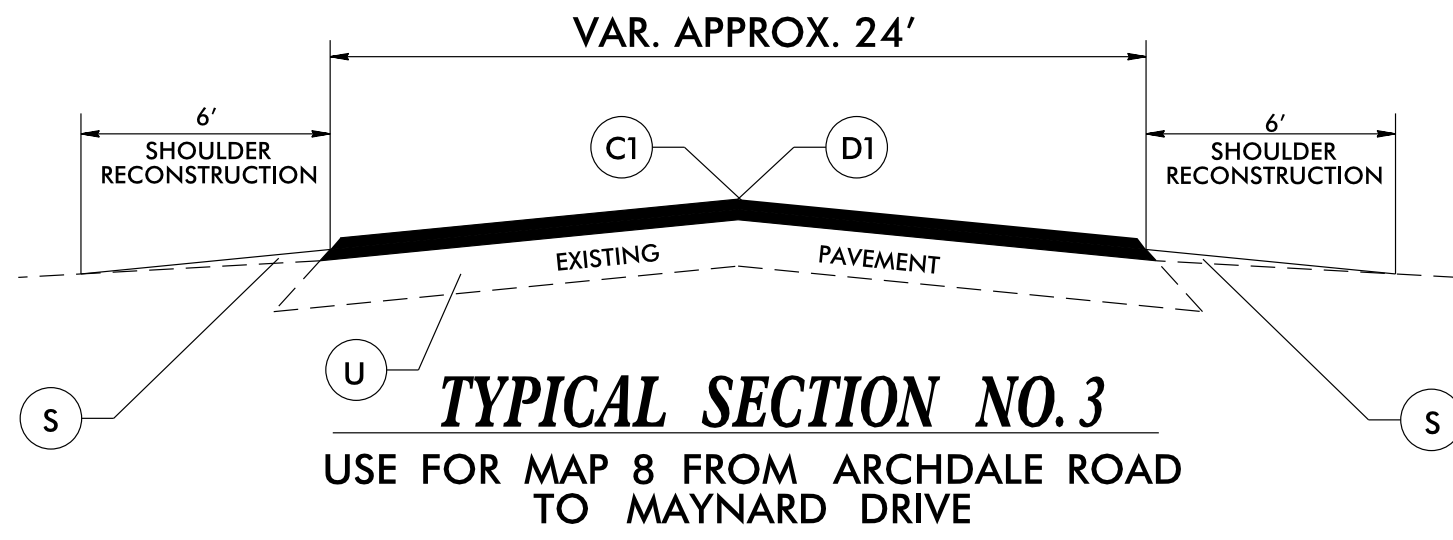 VAR. APPROX. 24'
6'
SHOULDER
RECONSTRUCTION
C1
D1
6'
SHOULDER
RECONSTRUCTION
EXISTING
PAVEMENT
U
S
S
TYPICAL SECTION NO. 3
USE FOR MAP 8 FROM ARCHDALE ROAD
TO MAYNARD DRIVE